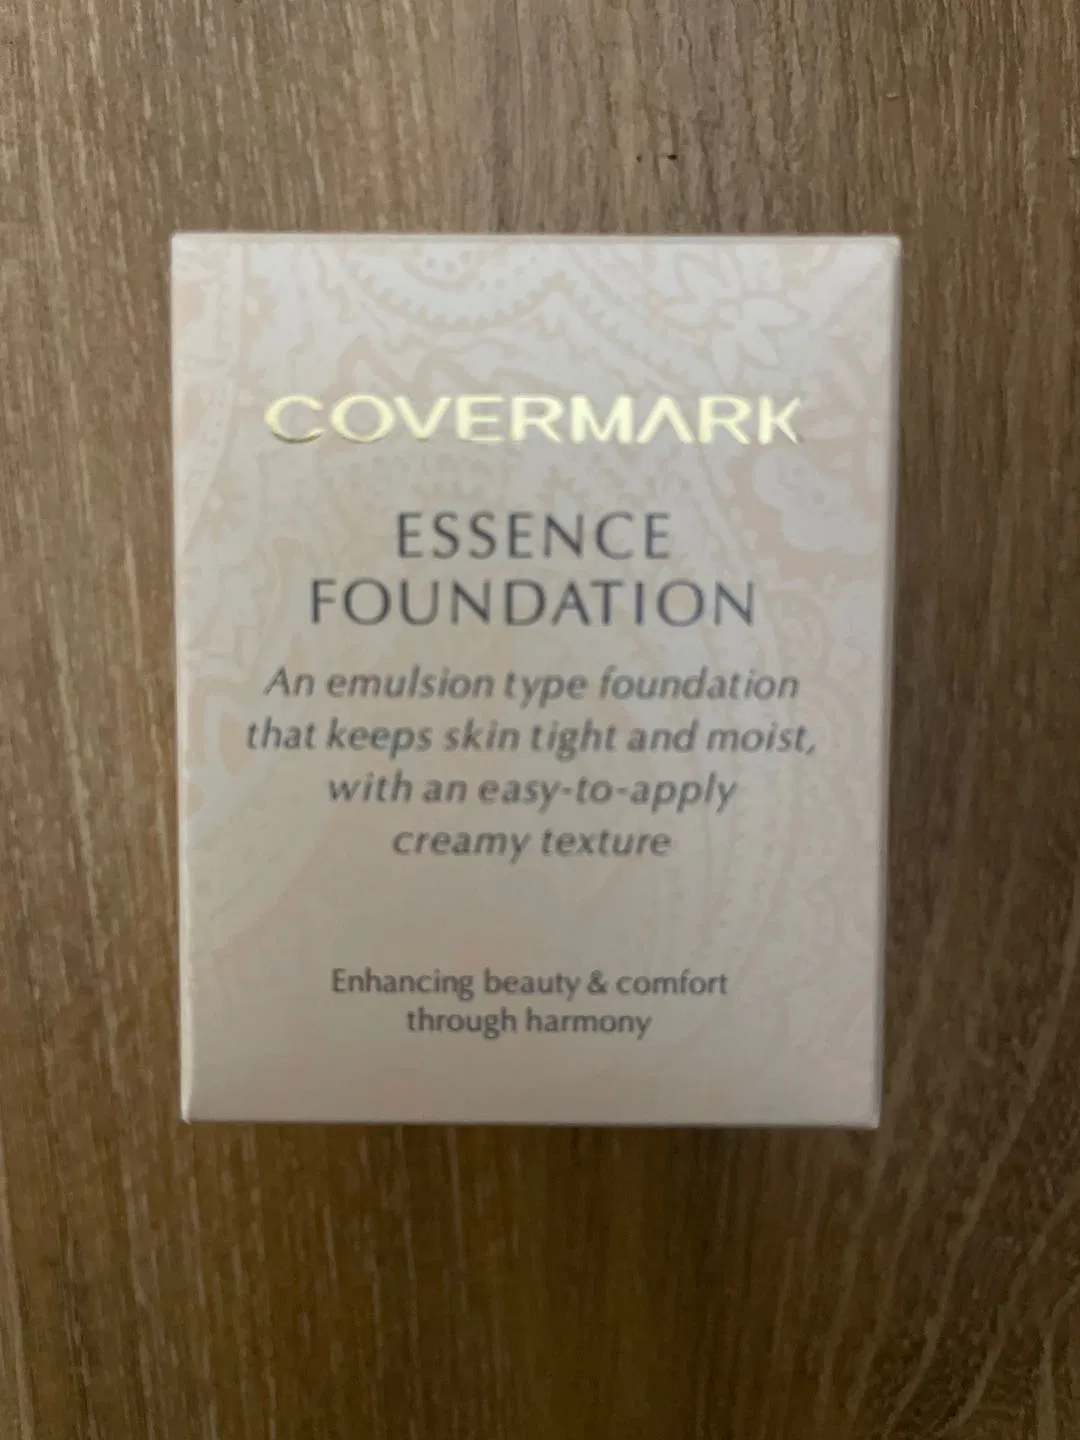 COVERMARK
ESSENCE
FOUNDATION
An emulsion type foundation
that keeps skin tight and moist,
with an easy-to-apply
creamy texture
Enhancing beauty & comfort
through harmony